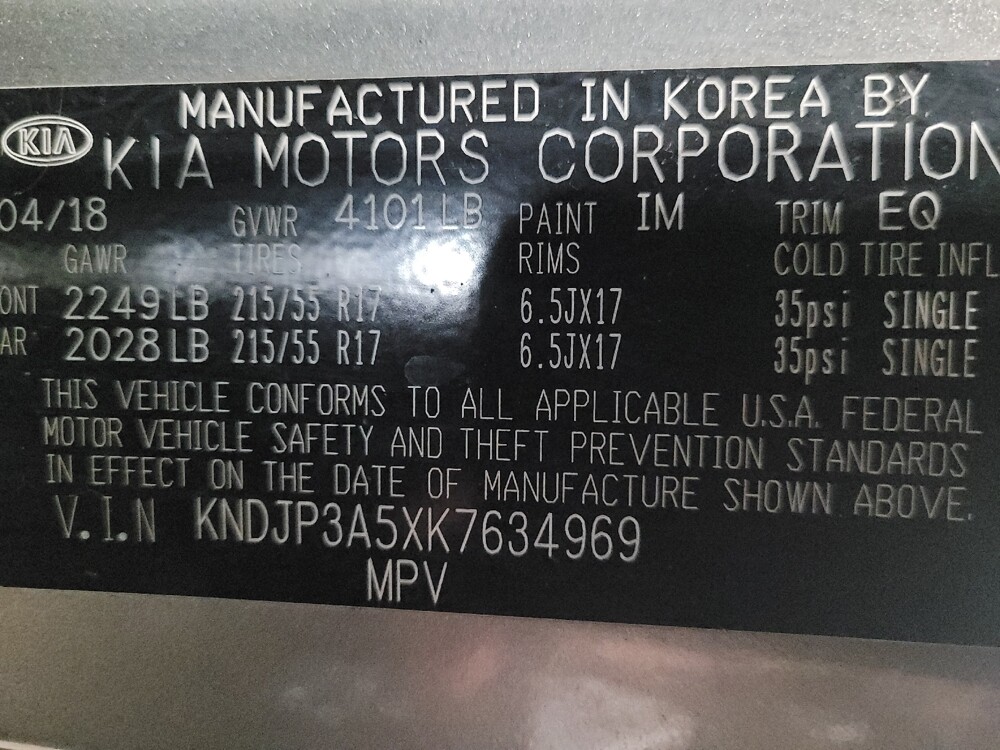 MANUFACTURED IN KOREA BY
KIA KIA MOTORS CORPORATION
04/18 GVWR 4101 LB PAINT IM TRIM EQ
GAWR TIRES RIMS COLD TIRE INFL
ONT 2249 LB 215/55 R17 6.5JX17 35psi SINGLE
AR 2028 LB 215/55 R17 6.5JX17 35psi SINGLE
THIS VEHICLE CONFORMS TO ALL APPLICABLE U.S.A. FEDERAL
MOTOR VEHICLE SAFETY AND THEFT PREVENTION STANDARDS
IN EFFECT ON THE DATE OF MANUFACTURE SHOWN ABOVE.
V.I.N KNDJP3A5XK7634969
MPV